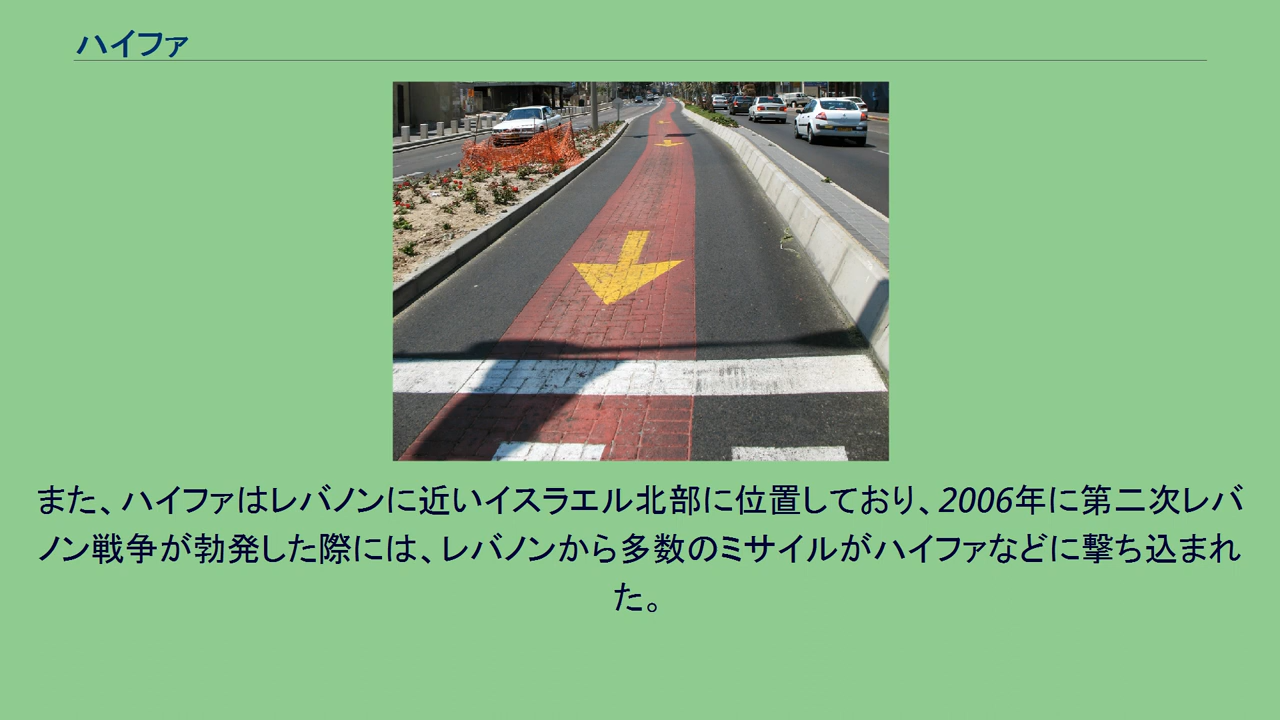 ハイファ
また、ハイファはレバノンに近いイスラエル北部に位置しており、2006年に第二次レバ
ノン戦争が勃発した際には、レバノンから多数のミサイルがハイファなどに撃ち込まれ
た。